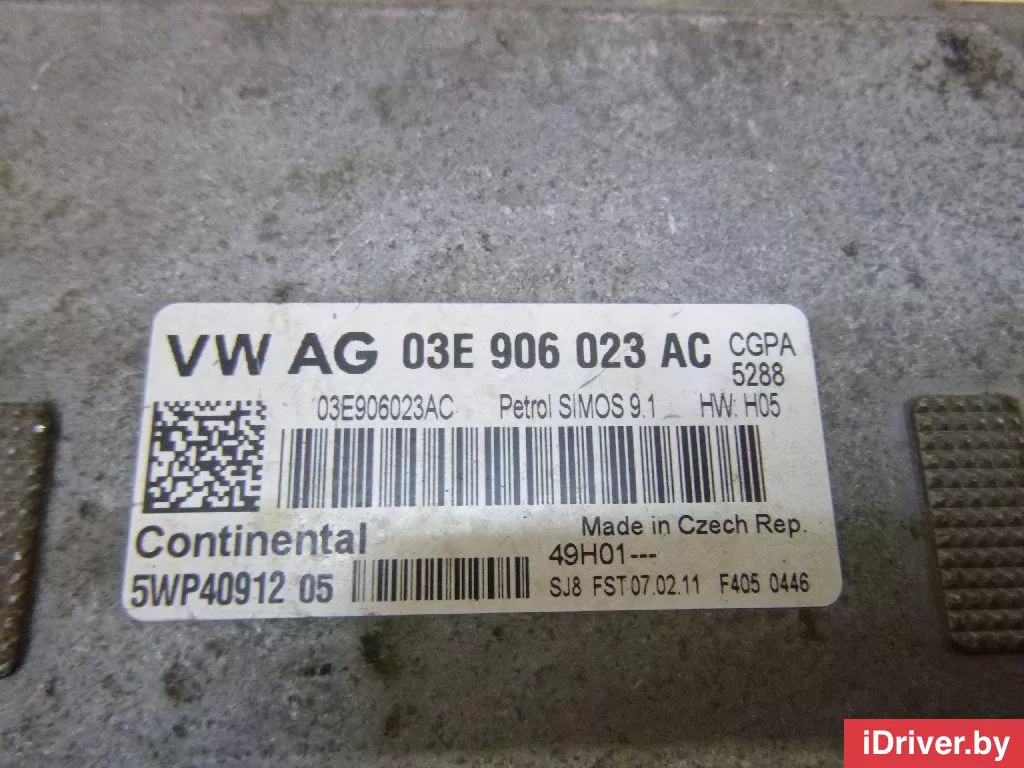 VW AG 03E 906 023 AC CGPA
5288
03E906023AC Petrol SIMOS 9.1 HW: H05
Continental Made in Czech Rep.
49H01---
5WP40912 05 SJ8 FST 07.02.11 F405 0446
iDriver.by